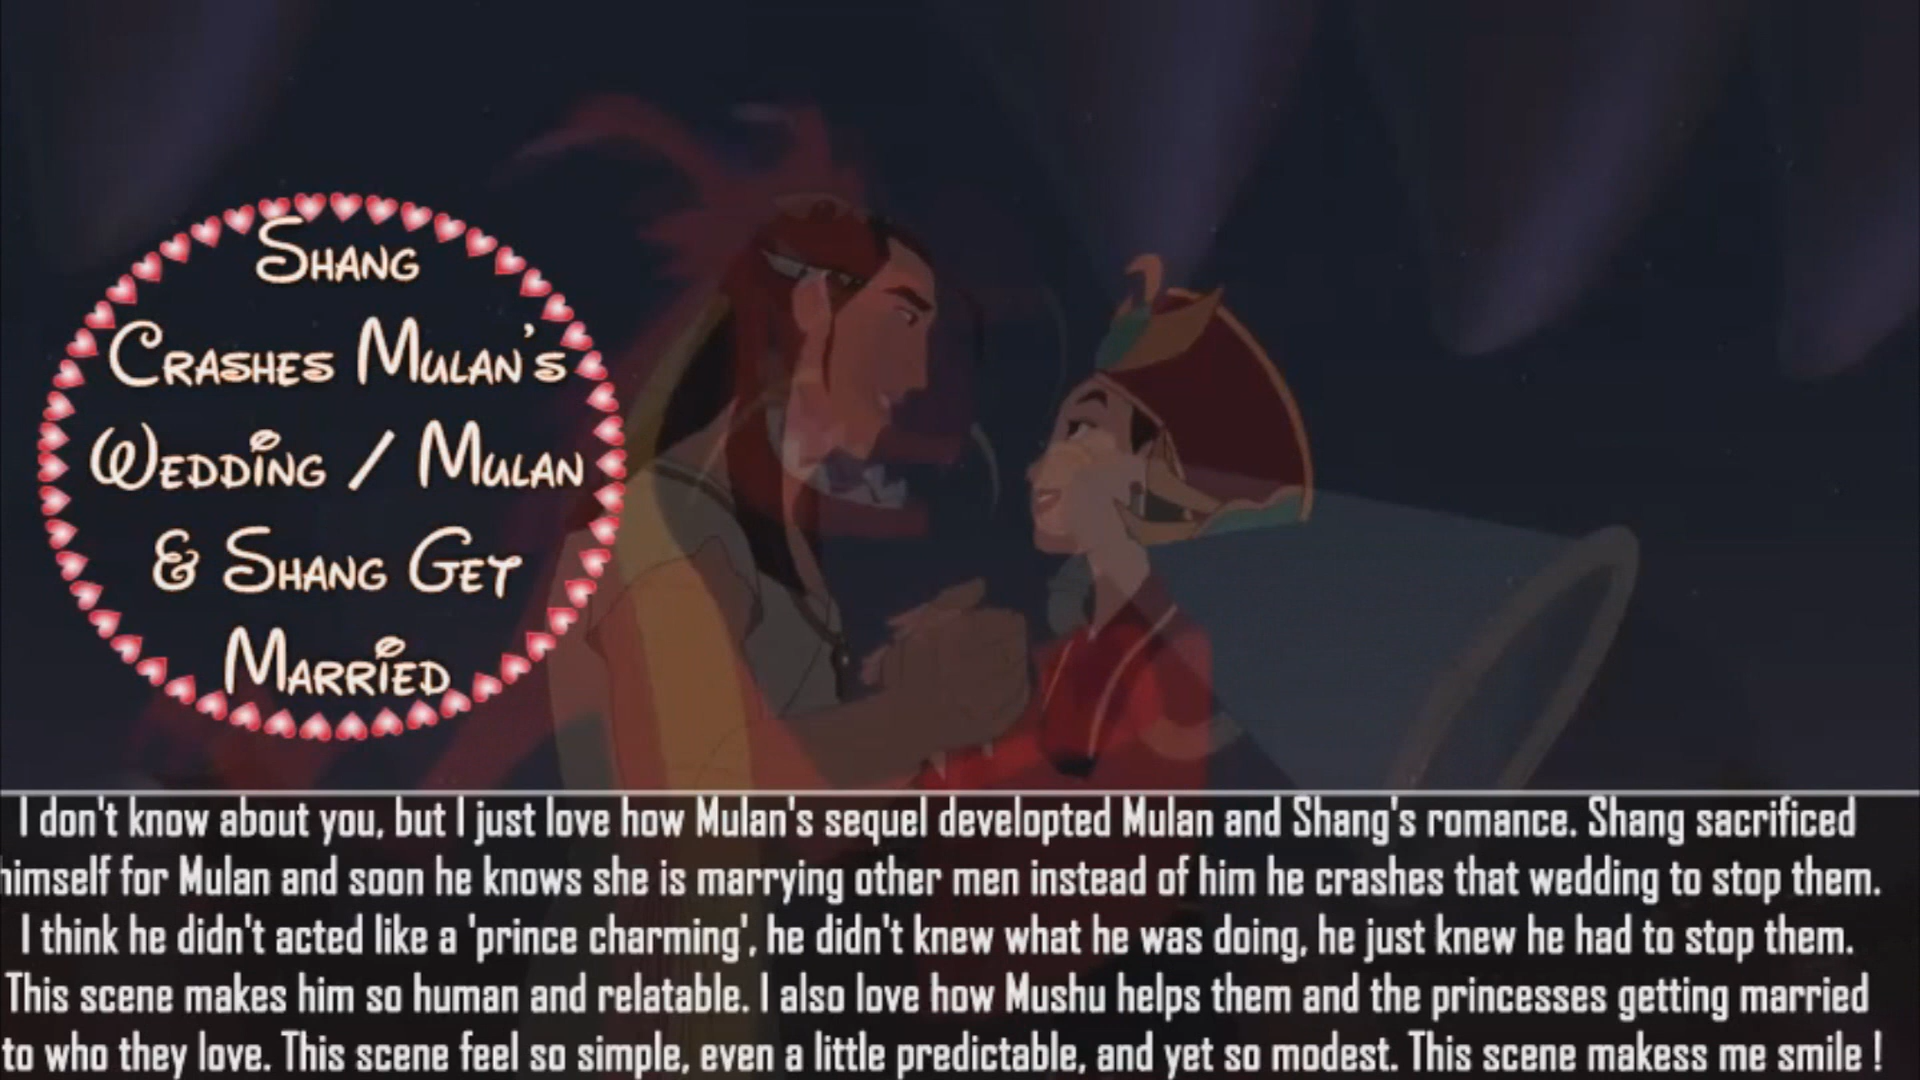 Shang
Crashes Mulan's
Wedding / Mulan
& Shang Get
Married
I don't know about you, but I just love how Mulan's sequel developted Mulan and Shang's romance. Shang sacrificed
himself for Mulan and soon he knows she is marrying other men instead of him he crashes that wedding to stop them.
I think he didn't acted like a 'prince charming', he didn't knew what he was doing, he just knew he had to stop them.
This scene makes him so human and relatable. I also love how Mushu helps them and the princesses getting married
to who they love. This scene feel so simple, even a little predictable, and yet so modest. This scene makess me smile !